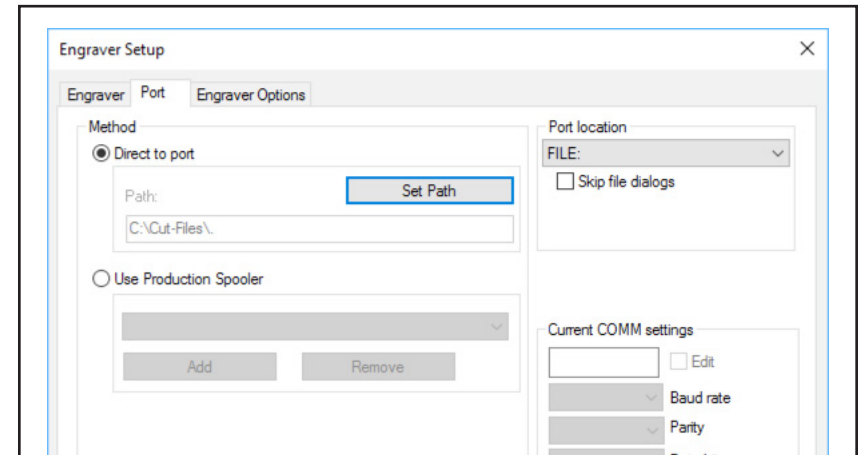 Engraver Setup
Engraver Port Engraver Options
Method
Direct to port
Path:
Set Path
C:\Cut-Files\.
Use Production Spooler
Add Remove
Port location
FILE:
Skip file dialogs
Current COMM settings
Edit
Baud rate
Parity